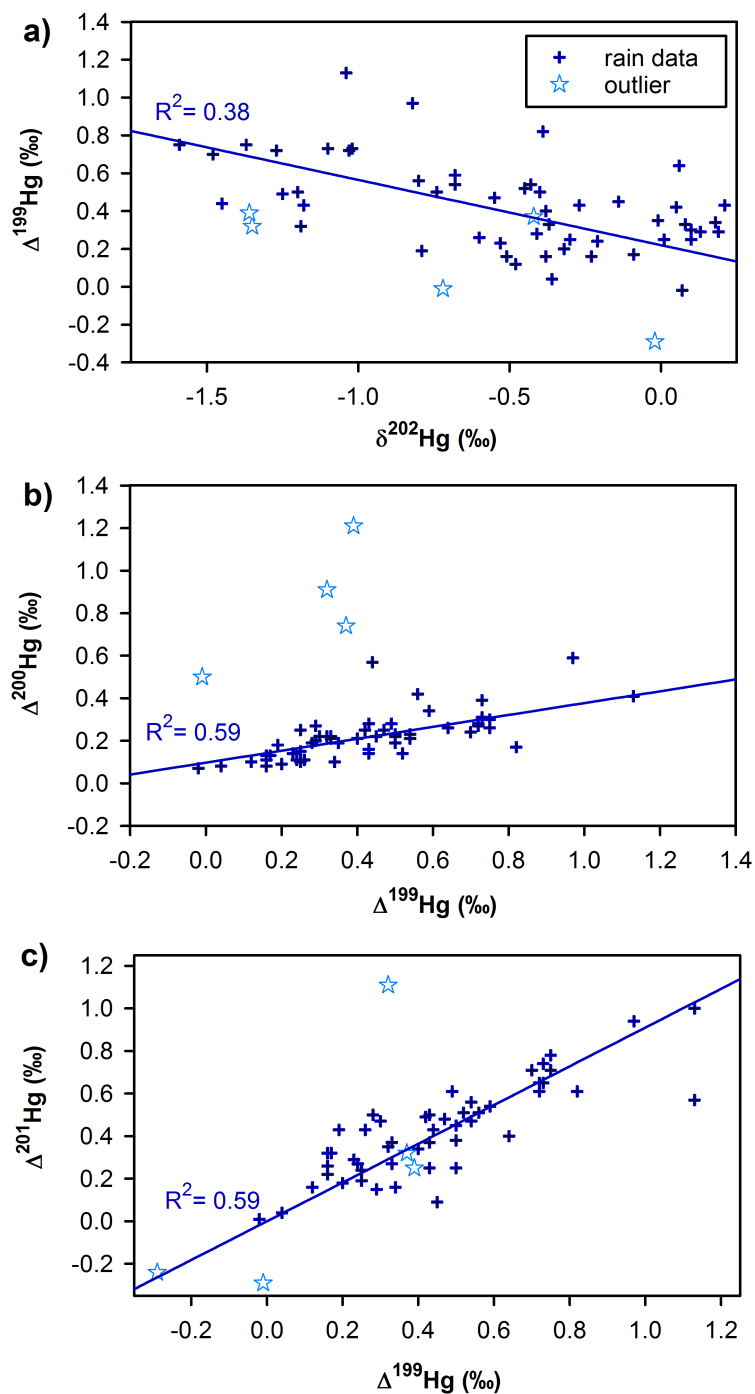 a)
1.4
1.2
1.0
0.8
0.6
0.4
0.2
0.0
-0.2
-0.4
Δ199Hg (‰)
rain data
outlier
R2= 0.38
-1.5 -1.0 -0.5 0.0
δ202Hg (‰)
b)
1.4
1.2
1.0
0.8
0.6
0.4
0.2
0.0
-0.2
Δ200Hg (‰)
R2= 0.59
-0.2 0.0 0.2 0.4 0.6 0.8 1.0 1.2 1.4
Δ199Hg (‰)
c)
1.2
1.0
0.8
0.6
0.4
0.2
0.0
-0.2
Δ201Hg (‰)
R2= 0.59
-0.2 0.0 0.2 0.4 0.6 0.8 1.0 1.2
Δ199Hg (‰)